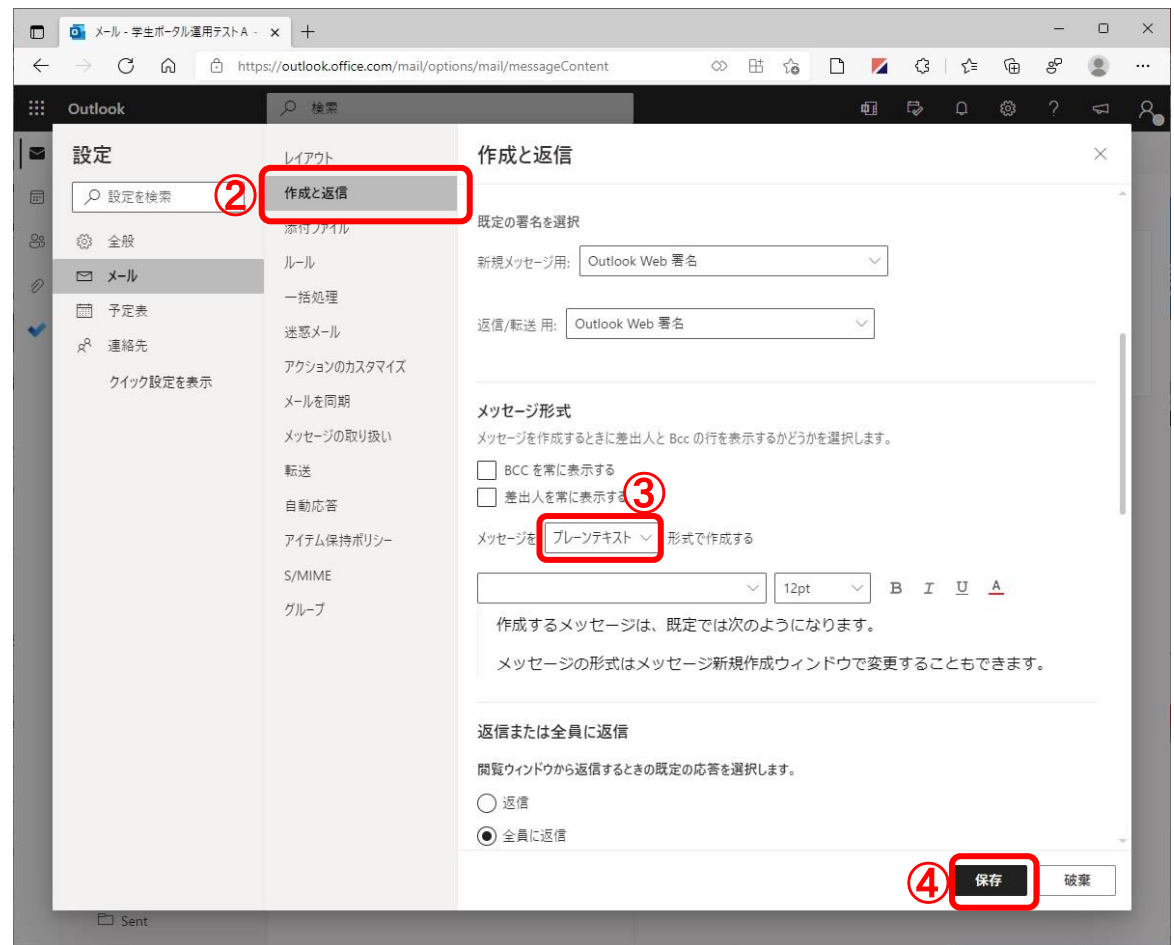 メール - 学生ポータル運用テストA -
https://outlook.office.com/mail/options/mail/messageContent
Outlook
検索
設定
設定を検索
全般
メール
予定表
連絡先
クイック設定を表示
②
レイアウト
作成と返信
添付ファイル
ルール
一括処理
迷惑メール
アクションのカスタマイズ
メールを同期
メッセージの取り扱い
転送
自動応答
アイテム保持ポリシー
S/MIME
グループ
作成と返信
既定の署名を選択
新規メッセージ用: Outlook Web 署名
返信/転送 用: Outlook Web 署名
メッセージ形式
メッセージを作成するときに差出人と Bcc の行を表示するかどうかを選択します。
BCC を常に表示する
差出人を常に表示する
③
メッセージを プレーンテキスト 形式で作成する
12pt B I U A
作成するメッセージは、既定では次のようになります。
メッセージの形式はメッセージ新規作成ウィンドウで変更することもできます。
返信または全員に返信
閲覧ウィンドウから返信するときの既定の応答を選択します。
返信
全員に返信
④ 保存 破棄
Sent